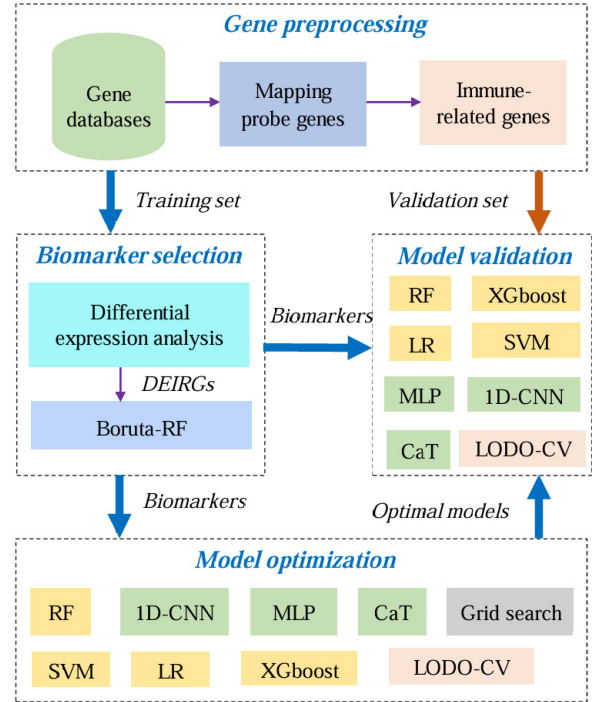 Gene preprocessing
Gene
databases
Mapping
probe genes
Immune-
related genes
Training set
Validation set
Biomarker selection
Differential
expression analysis
DEIRGs
Boruta-RF
Biomarkers
Model validation
RF
XGboost
LR
SVM
MLP
1D-CNN
CaT
LODO-CV
Biomarkers
Optimal models
Model optimization
RF
1D-CNN
MLP
CaT
Grid search
SVM
LR
XGboost
LODO-CV